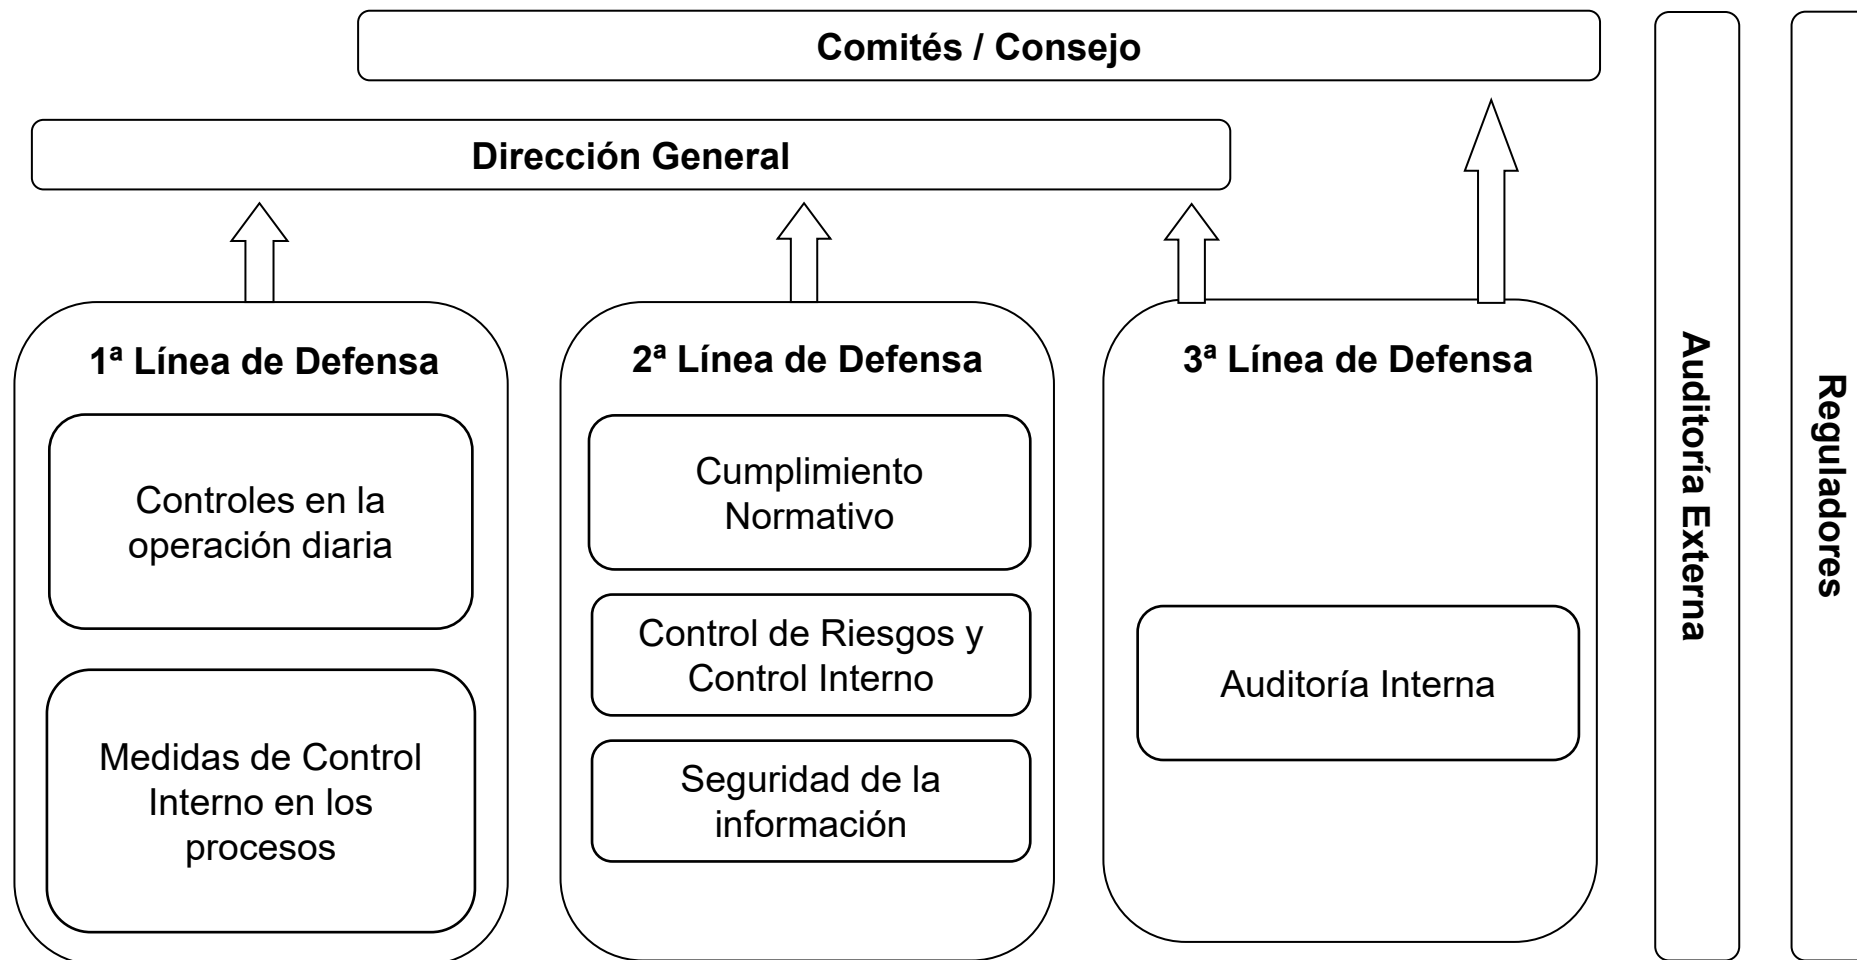 Comités / Consejo
Dirección General
1ª Línea de Defensa
Controles en la
operación diaria
Medidas de Control
Interno en los
procesos
2ª Línea de Defensa
Cumplimiento
Normativo
Control de Riesgos y
Control Interno
Seguridad de la
información
3ª Línea de Defensa
Auditoría Interna
Auditoría Externa
Reguladores